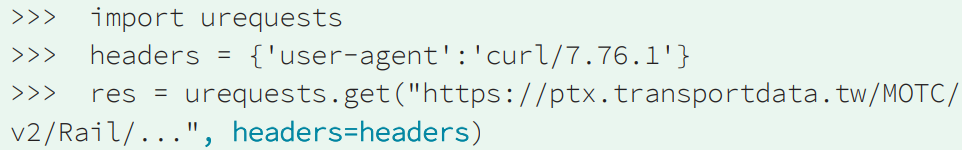 >>>  import urequests
>>>  headers = {'user-agent':'curl/7.76.1'}
>>>  res = urequests.get("https://ptx.transportdata.tw/MOTC/
v2/Rail/...", headers=headers)